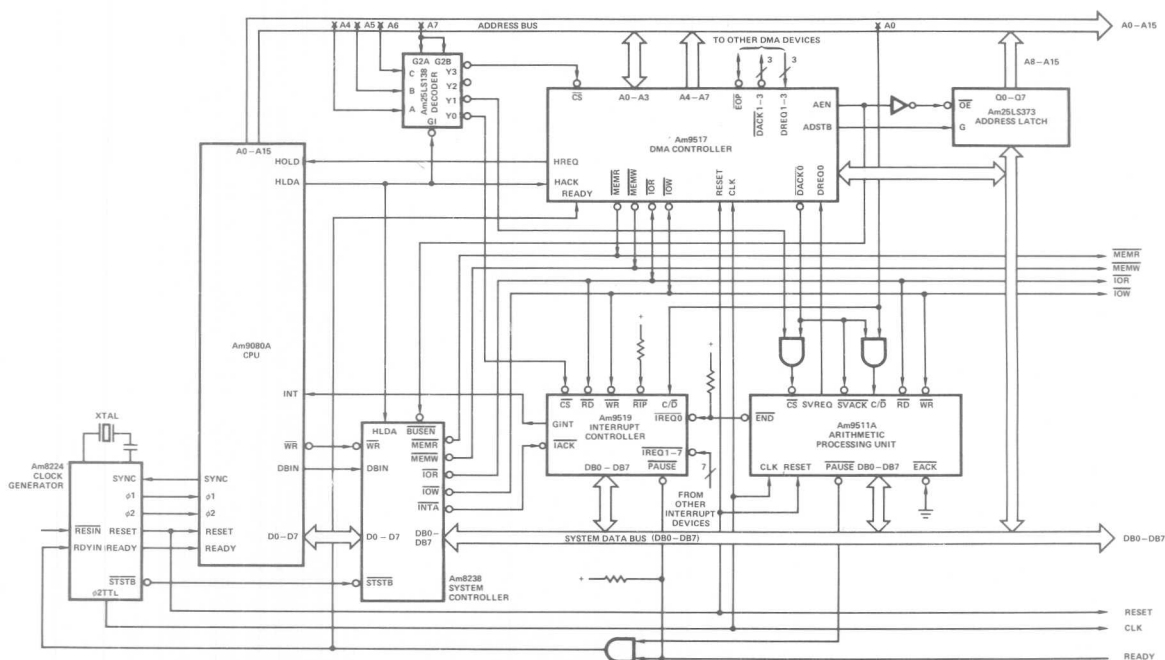 A4 A5 A6 A7 ADDRESS BUS A0 A0–A15
TO OTHER DMA DEVICES
3 3
A8–A15
G2A G2B
C Y3
B Y2
A Y1
Y0
Am25LS138
DECODER
G1
CS A0–A3 A4–A7 EOP DACK1–3 DREQ1–3
AEN
ADSTB
Am9517
DMA CONTROLLER
OE Q0–Q7
Am25LS373
G ADDRESS LATCH
A0–A15
HOLD
HLDA
HREQ
HACK
READY
MEMR MEMW IOR IOW RESET CLK DACK0 DREQ0
MEMR
MEMW
IOR
IOW
Am9080A
CPU
INT
+
+
CS RD WR RIP C/D
GINT Am9519 IREQ0
INTERRUPT
CONTROLLER
IACK
IREQ1–7
DB0–DB7 PAUSE
7
FROM
OTHER
INTERRUPT
DEVICES
CS SVREQ SVACK C/D RD WR
END
Am9511A
ARITHMETIC
PROCESSING UNIT
CLK RESET PAUSE DB0–DB7 EACK
XTAL
Am8224
CLOCK
GENERATOR
SYNC
φ1
φ2
RESIN RESET
RDYIN READY
STSTB
φ2TTL
WR
DBIN
SYNC
φ1
φ2
RESET
READY
D0–D7
HLDA BUSEN
WR MEMR
MEMW
DBIN
IOR
IOW
INTA
D0–D7 DB0–
DB7
STSTB
Am8238
SYSTEM
CONTROLLER
SYSTEM DATA BUS (DB0–DB7)
DB0–DB7
+
RESET
CLK
READY